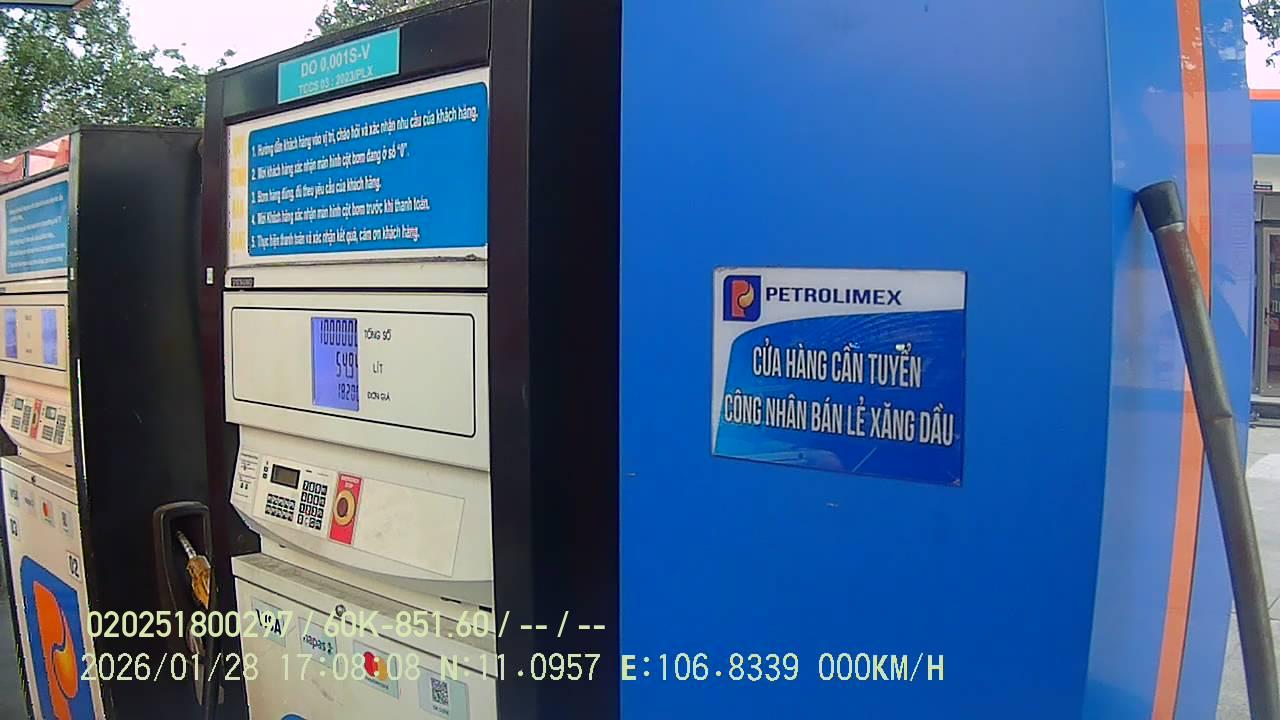 DO 0,001S-V
TCCS 03 : 2023/PLX
1. Hướng dẫn khách hàng vào vị trí, chào hỏi và xác nhận nhu cầu của khách hàng.
2. Mời khách hàng xác nhận màn hình cột bơm đang ở số "0".
3. Bơm hàng đúng, đủ theo yêu cầu của khách hàng.
4. Mời Khách hàng xác nhận màn hình cột bơm trước khi thanh toán.
5. Thực hiện thanh toán và xác nhận kết quả, cảm ơn khách hàng.
TỔNG SỐ
LÍT
ĐƠN GIÁ
PETROLIMEX
CỬA HÀNG CẦN TUYỂN
CÔNG NHÂN BÁN LẺ XĂNG DẦU
02
VISA
napas
020251800297 / 60K-851.60 / -- / --
2026/01/28 17:08:08 N:11.0957 E:106.8339 000KM/H